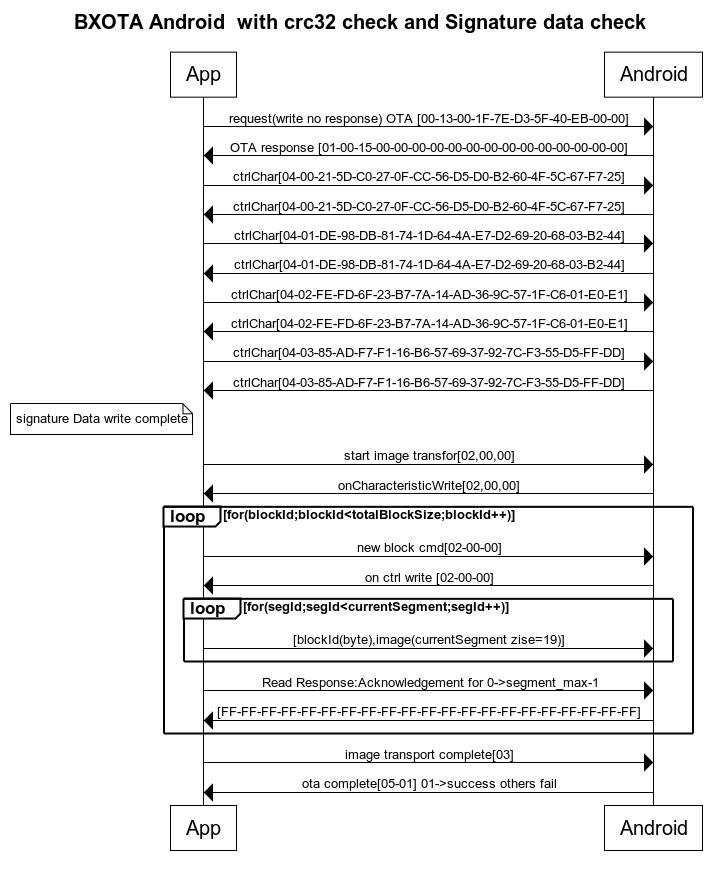 BXOTA Android  with crc32 check and Signature data check
App
Android
request(write no response) OTA [00-13-00-1F-7E-D3-5F-40-EB-00-00]
OTA response [01-00-15-00-00-00-00-00-00-00-00-00-00-00-00-00-00]
ctrlChar[04-00-21-5D-C0-27-0F-CC-56-D5-D0-B2-60-4F-5C-67-F7-25]
ctrlChar[04-00-21-5D-C0-27-0F-CC-56-D5-D0-B2-60-4F-5C-67-F7-25]
ctrlChar[04-01-DE-98-DB-81-74-1D-64-4A-E7-D2-69-20-68-03-B2-44]
ctrlChar[04-01-DE-98-DB-81-74-1D-64-4A-E7-D2-69-20-68-03-B2-44]
ctrlChar[04-02-FE-FD-6F-23-B7-7A-14-AD-36-9C-57-1F-C6-01-E0-E1]
ctrlChar[04-02-FE-FD-6F-23-B7-7A-14-AD-36-9C-57-1F-C6-01-E0-E1]
ctrlChar[04-03-85-AD-F7-F1-16-B6-57-69-37-92-7C-F3-55-D5-FF-DD]
ctrlChar[04-03-85-AD-F7-F1-16-B6-57-69-37-92-7C-F3-55-D5-FF-DD]
signature Data write complete
start image transfor[02,00,00]
onCharacteristicWrite[02,00,00]
loop [for(blockId;blockId<totalBlockSize;blockId++)]
new block cmd[02-00-00]
on ctrl write [02-00-00]
loop [for(segId;segId<currentSegment;segId++)]
[blockId(byte),image(currentSegment zise=19)]
Read Response:Acknowledgement for 0->segment_max-1
[FF-FF-FF-FF-FF-FF-FF-FF-FF-FF-FF-FF-FF-FF-FF-FF-FF-FF-FF-FF-FF]
image transport complete[03]
ota complete[05-01] 01->success others fail
App
Android